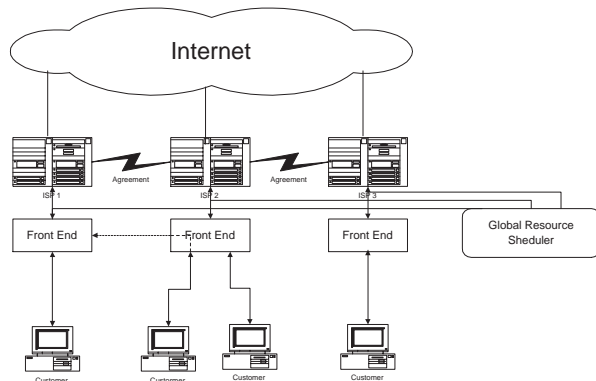 Internet
Agreement
Agreement
ISP 1
ISP 2
ISP 3
Front End
Front End
Front End
Global Resource
Sheduler
Customer
Customer
Customer
Customer